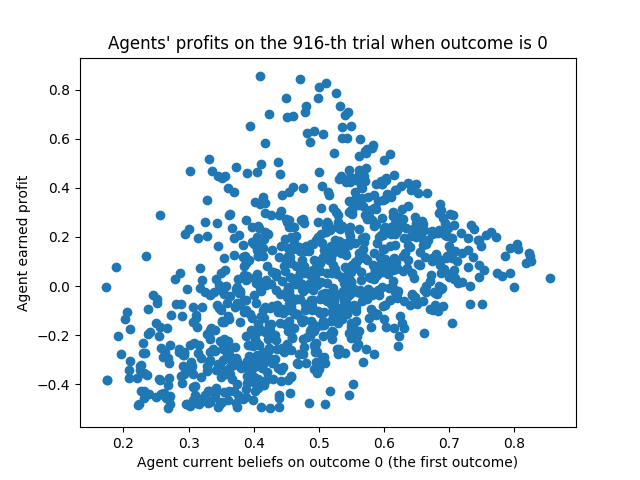 Agents' profits on the 916-th trial when outcome is 0
Agent earned profit
0.8
0.6
0.4
0.2
0.0
−0.2
−0.4
0.2 0.3 0.4 0.5 0.6 0.7 0.8
Agent current beliefs on outcome 0 (the first outcome)